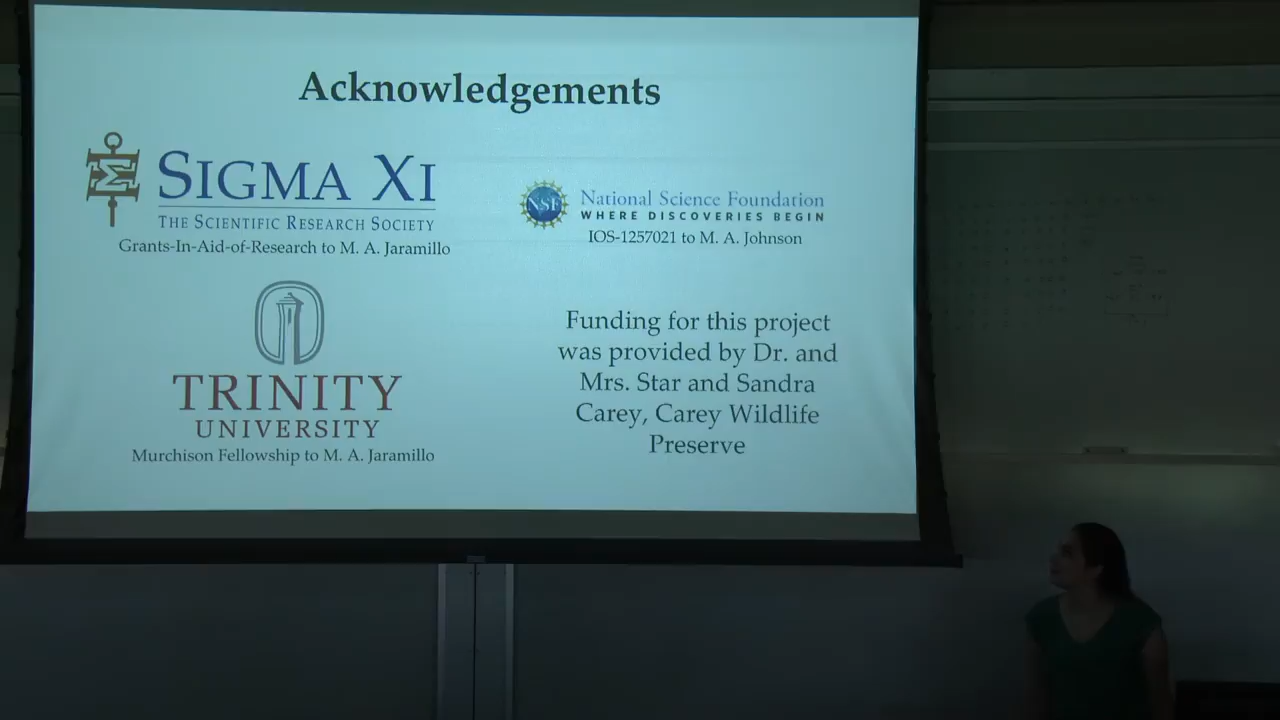 Acknowledgements
SIGMA XI
THE SCIENTIFIC RESEARCH SOCIETY
Grants-In-Aid-of-Research to M. A. Jaramillo
NSF
National Science Foundation
WHERE DISCOVERIES BEGIN
IOS-1257021 to M. A. Johnson
TRINITY
UNIVERSITY
Murchison Fellowship to M. A. Jaramillo
Funding for this project
was provided by Dr. and
Mrs. Star and Sandra
Carey, Carey Wildlife
Preserve